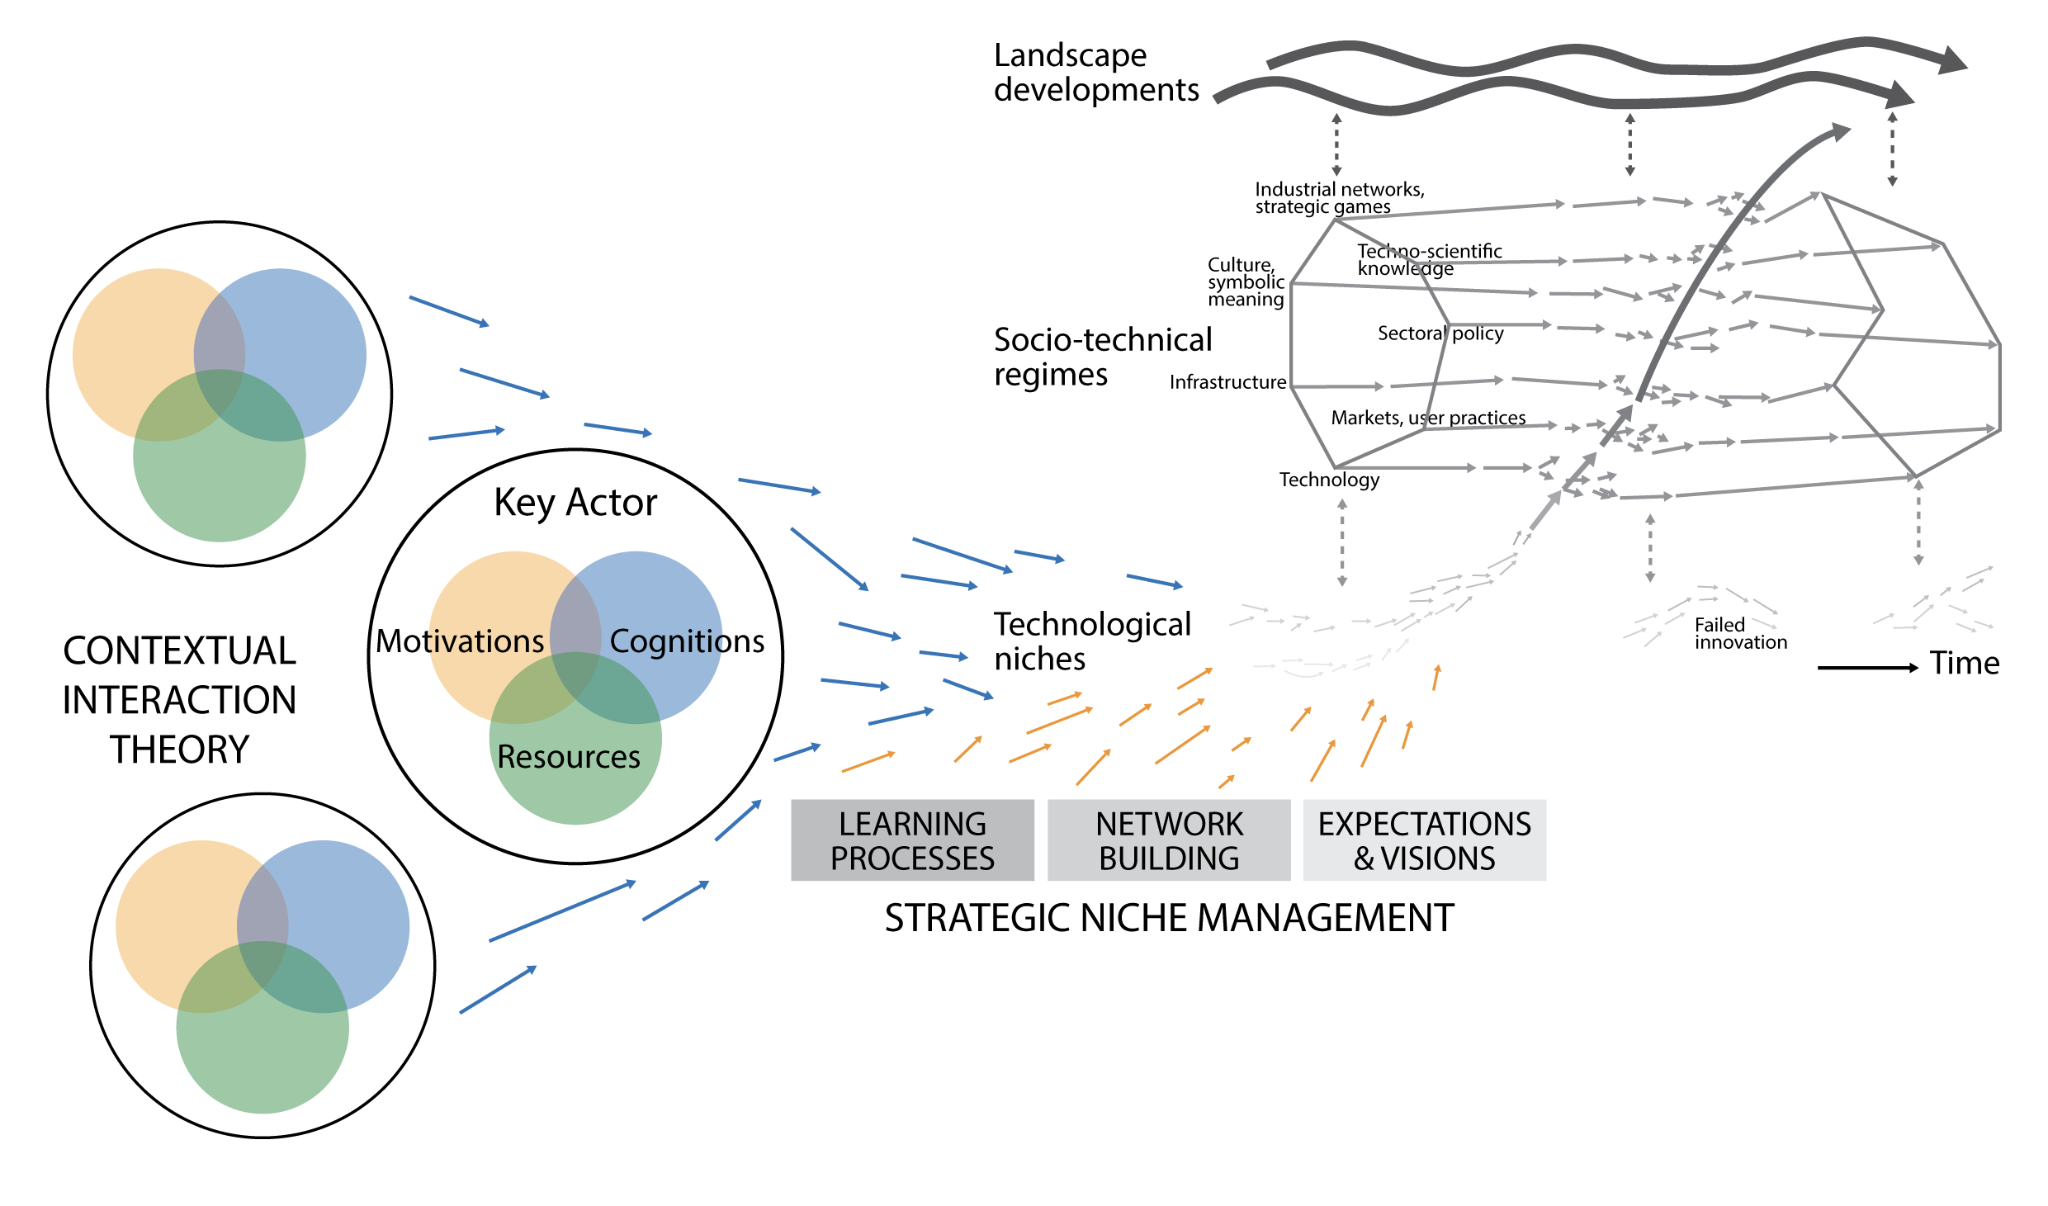 Landscape
developments
Industrial networks,
strategic games
Techno-scientific
knowledge
Culture,
symbolic
meaning
Socio-technical
regimes
Sectoral policy
Infrastructure
Markets, user practices
Technology
Key Actor
Motivations
Cognitions
Resources
CONTEXTUAL
INTERACTION
THEORY
Technological
niches
Failed
innovation
Time
LEARNING
PROCESSES
NETWORK
BUILDING
EXPECTATIONS
& VISIONS
STRATEGIC NICHE MANAGEMENT